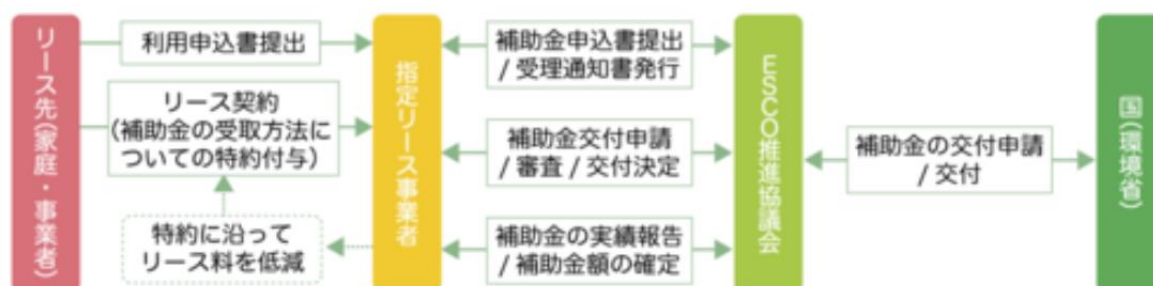 リース先(家庭・事業者)
利用申込書提出
リース契約
(補助金の受取方法に
ついての特約付与)
特約に沿って
リース料を低減
指定リース事業者
補助金申込書提出
/ 受理通知書発行
補助金交付申請
/ 審査 / 交付決定
補助金の実績報告
/ 補助金額の確定
ESCO推進協議会
補助金の交付申請
/ 交付
国(環境省)